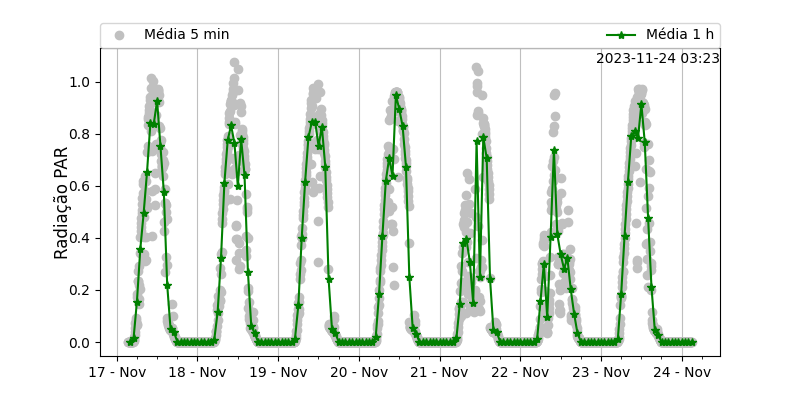 Média 5 min
Média 1 h
2023-11-24 03:23
Radiação PAR
1.0
0.8
0.6
0.4
0.2
0.0
17 - Nov
18 - Nov
19 - Nov
20 - Nov
21 - Nov
22 - Nov
23 - Nov
24 - Nov